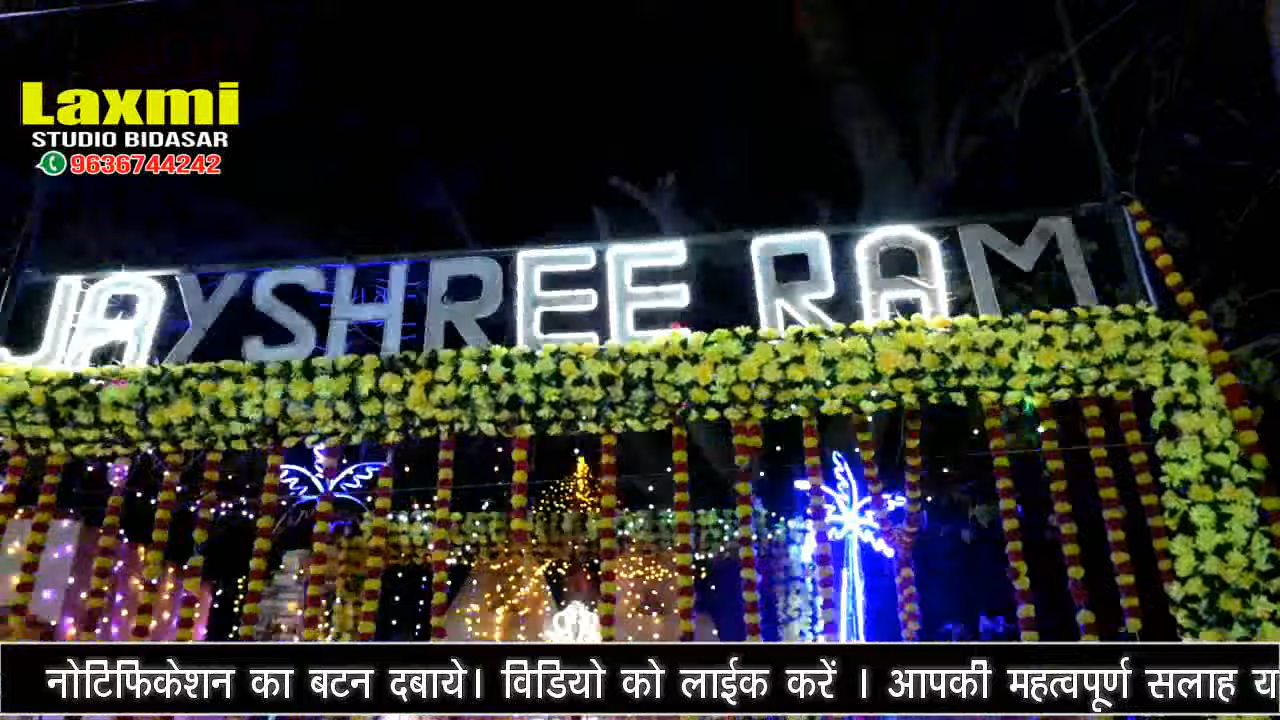 Laxmi
STUDIO BIDASAR
9636744242
JAYSHREE RAM
नोटिफिकेशन का बटन दबाये। विडियो को लाईक करें । आपकी महत्वपूर्ण सलाह या